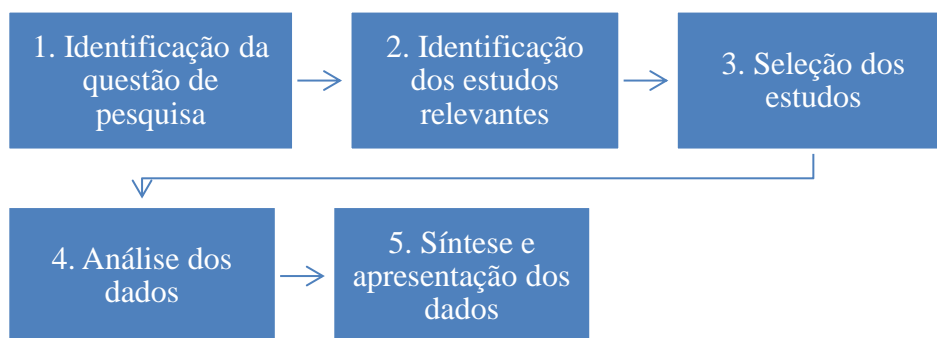 1. Identificação da
questão de
pesquisa
2. Identificação
dos estudos
relevantes
3. Seleção dos
estudos
4. Análise dos
dados
5. Síntese e
apresentação dos
dados